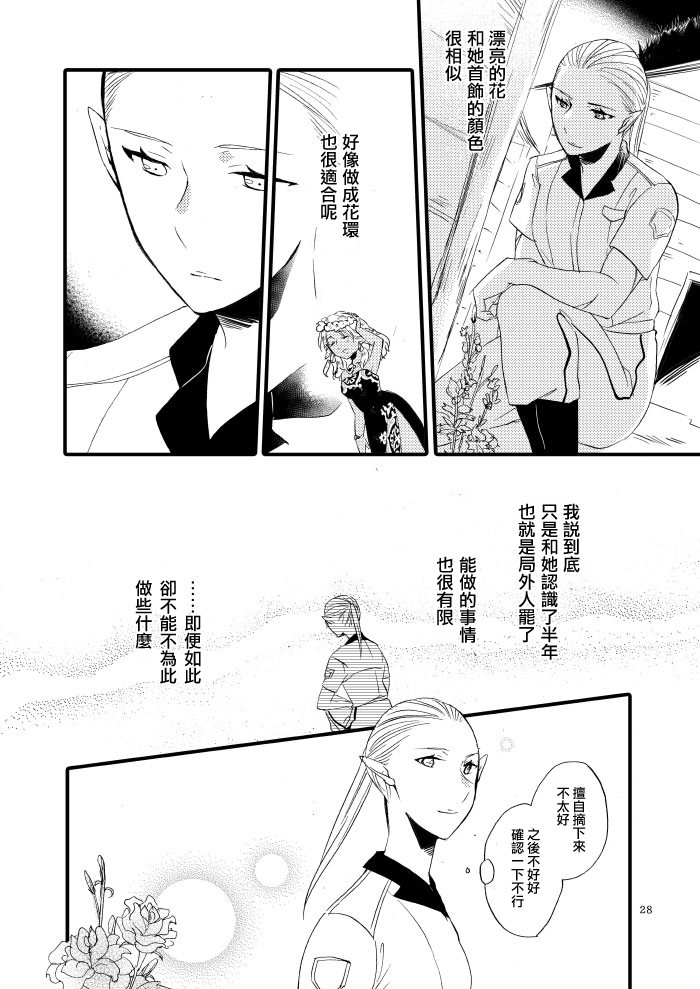 漂亮的花
和她首飾的顏色
很相似
好像做成花環
也很適合呢
我說到底
只是和她認識了半年
也就是局外人罷了
能做的事情
也很有限
……即便如此
卻不能不為此
做些什麼
擅自摘下來
不太好
之後不好好
確認一下不行
28